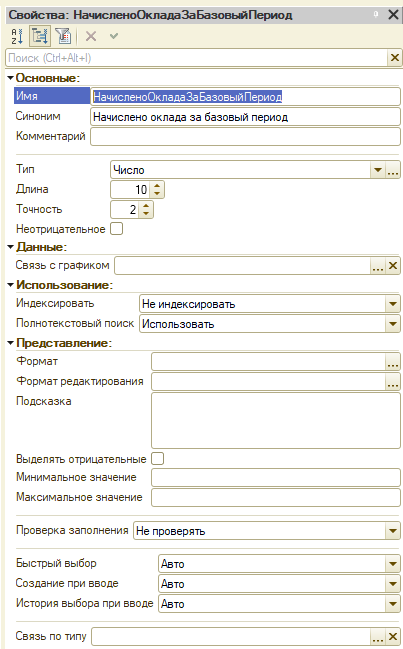 Свойства: НачисленоОкладаЗаБазовыйПериод
Поиск (Ctrl+Alt+I)
Основные:
Имя НачисленоОкладаЗаБазовыйПериод
Синоним Начислено оклада за базовый период
Комментарий
Тип Число
Длина 10
Точность 2
Неотрицательное
Данные:
Связь с графиком
Использование:
Индексировать Не индексировать
Полнотекстовый поиск Использовать
Представление:
Формат
Формат редактирования
Подсказка
Выделять отрицательные
Минимальное значение
Максимальное значение
Проверка заполнения Не проверять
Быстрый выбор Авто
Создание при вводе Авто
История выбора при вводе Авто
Связь по типу